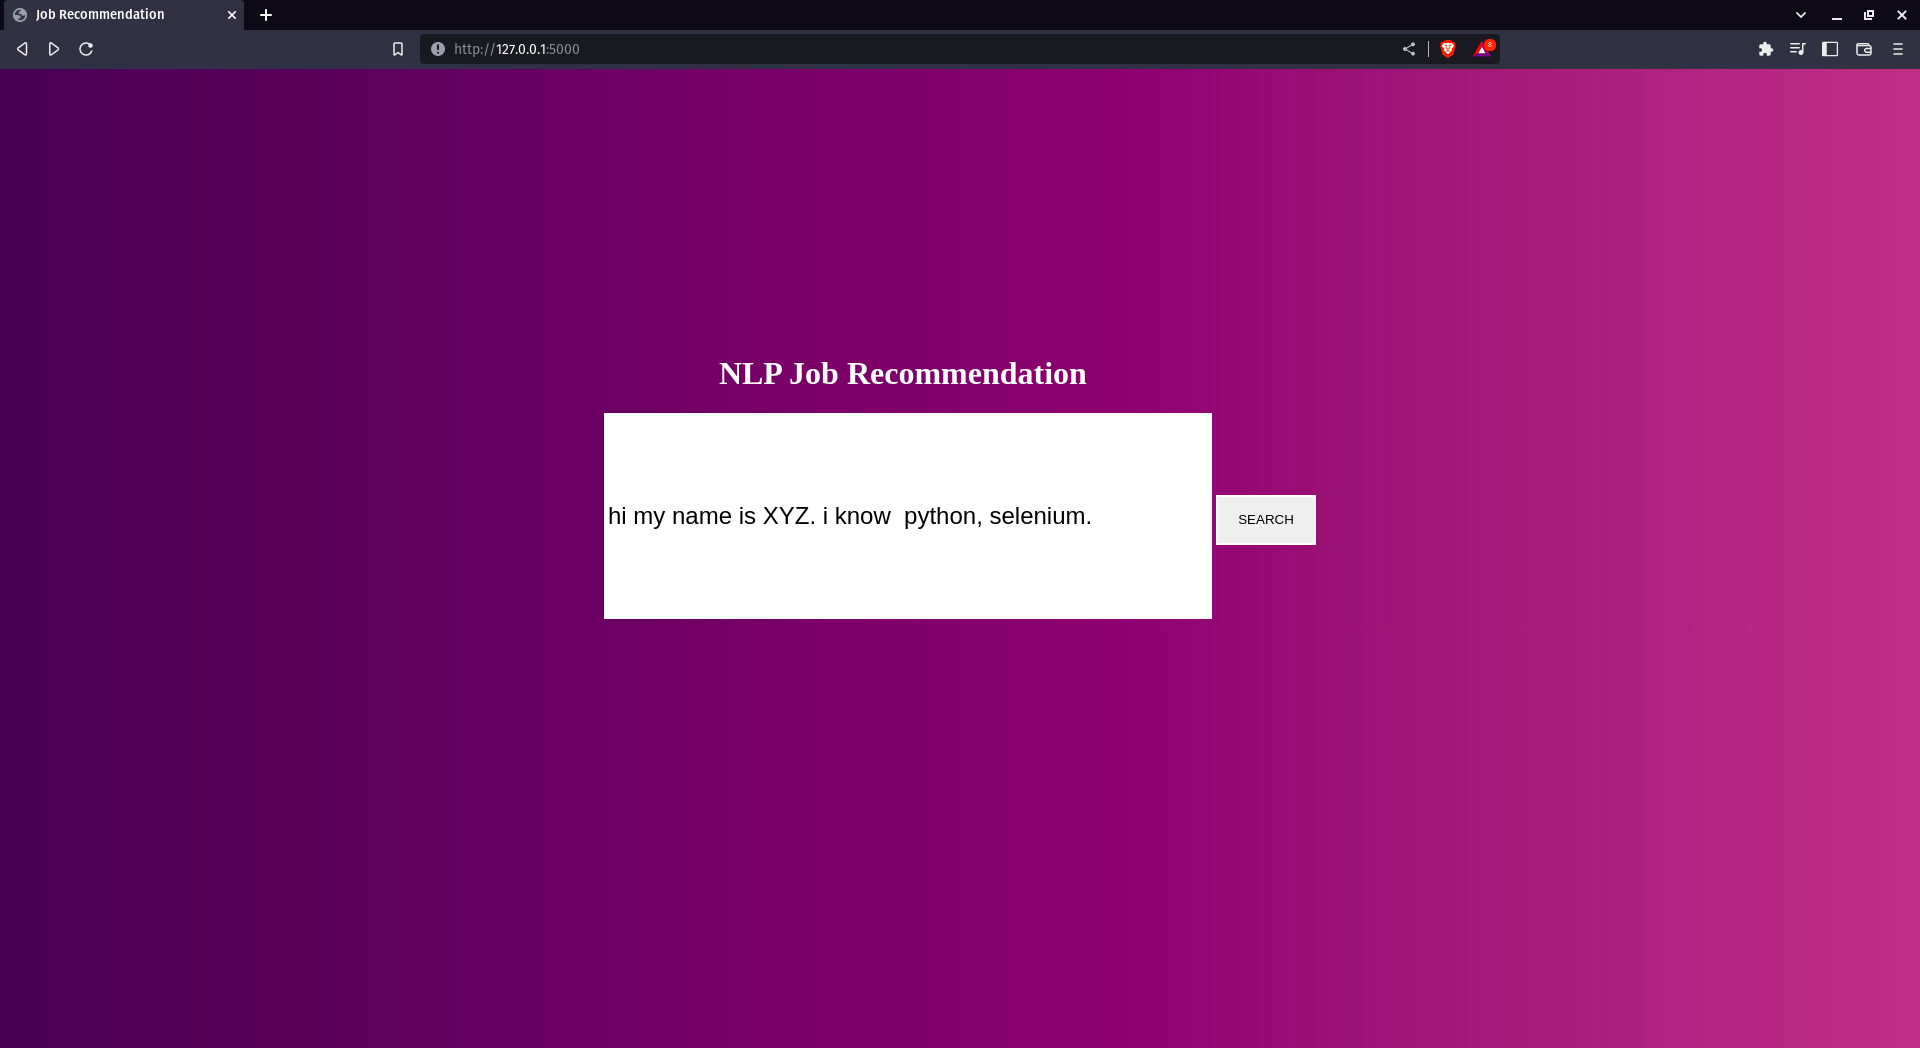 Job Recommendation
http://127.0.0.1:5000
8
NLP Job Recommendation
hi my name is XYZ. i know  python, selenium.
SEARCH